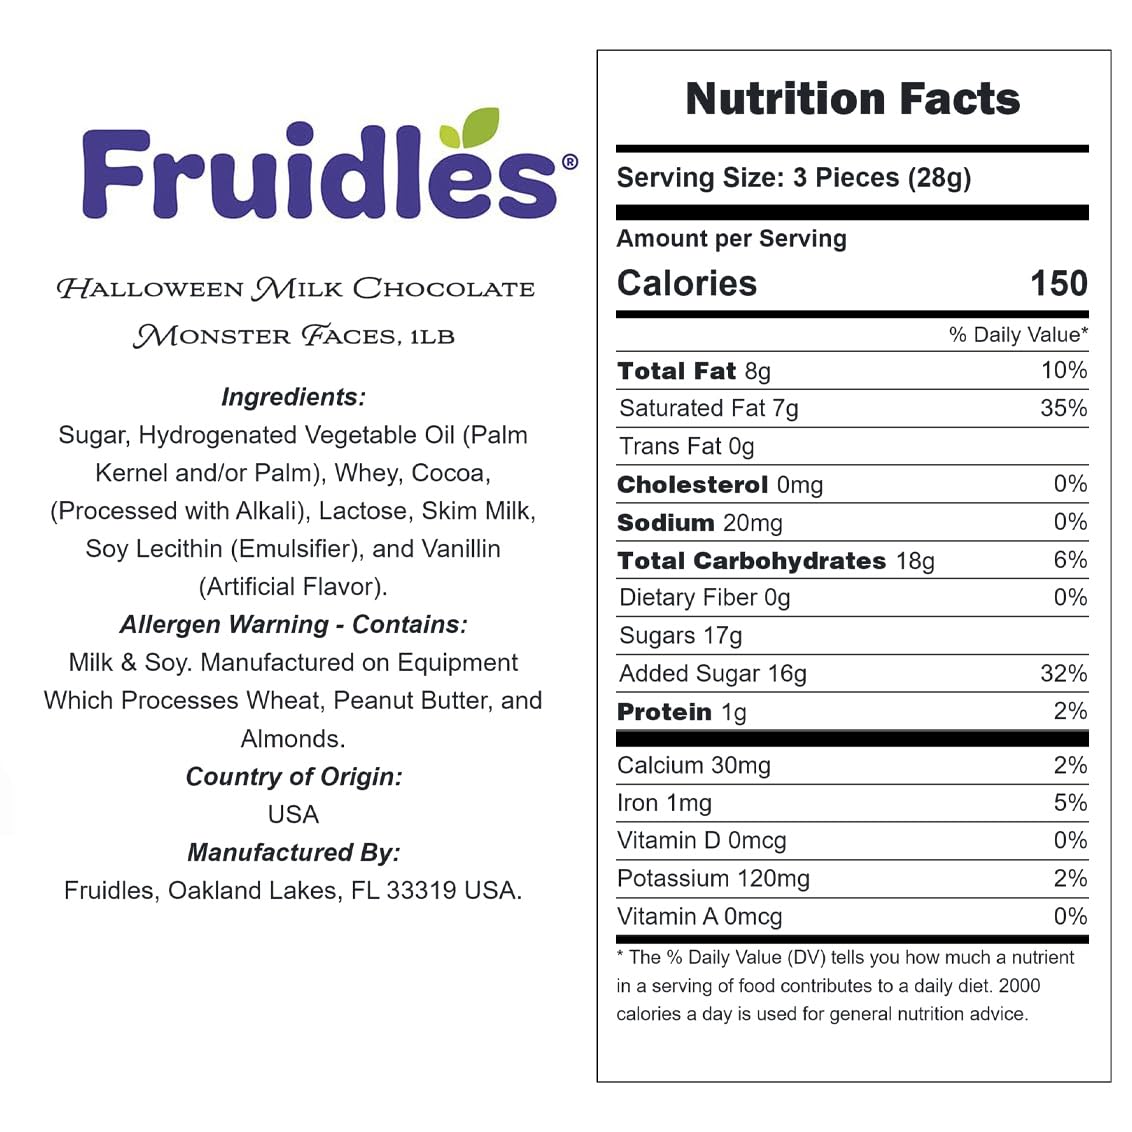 Fruidles®
Halloween Milk Chocolate
Monster Faces, 1lb
Ingredients:
Sugar, Hydrogenated Vegetable Oil (Palm
Kernel and/or Palm), Whey, Cocoa,
(Processed with Alkali), Lactose, Skim Milk,
Soy Lecithin (Emulsifier), and Vanillin
(Artificial Flavor).
Allergen Warning - Contains:
Milk & Soy. Manufactured on Equipment
Which Processes Wheat, Peanut Butter, and
Almonds.
Country of Origin:
USA
Manufactured By:
Fruidles, Oakland Lakes, FL 33319 USA.
Nutrition Facts
Serving Size: 3 Pieces (28g)
Amount per Serving
Calories 150
% Daily Value*
Total Fat 8g 10%
Saturated Fat 7g 35%
Trans Fat 0g
Cholesterol 0mg 0%
Sodium 20mg 0%
Total Carbohydrates 18g 6%
Dietary Fiber 0g 0%
Sugars 17g
Added Sugar 16g 32%
Protein 1g 2%
Calcium 30mg 2%
Iron 1mg 5%
Vitamin D 0mcg 0%
Potassium 120mg 2%
Vitamin A 0mcg 0%
* The % Daily Value (DV) tells you how much a nutrient
in a serving of food contributes to a daily diet. 2000
calories a day is used for general nutrition advice.